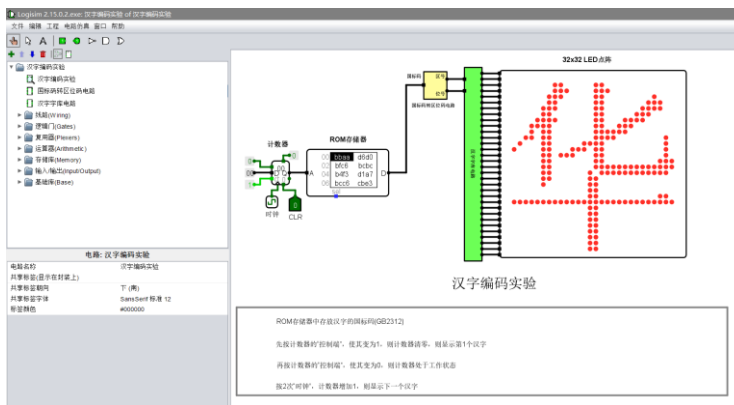 Logisim 2.15.0.2.exe: 汉字编码实验 of 汉字编码实验
文件 编辑 工程 电路仿真 窗口 帮助
汉字编码实验
汉字编码实验
国标码转区位码电路
汉字字库电路
线路(Wiring)
逻辑门(Gates)
复用器(Plexers)
运算器(Arithmetic)
存储库(Memory)
输入/输出(Input/Output)
基础库(Base)
电路: 汉字编码实验
电路名称 汉字编码实验
共享标签(显示在封装上)
共享标签朝向 下 (南)
共享标签字体 SansSerif 标准 12
标签颜色 #000000
32x32 LED点阵
国标码 区号
位号
国标码转区位码电路
汉字字库电路
计数器
ROM存储器
00 bbaa d6d0
02 bfc6 bcbc
04 b4f3 d1a7
06 bcc6 cbe3
A
D
时钟
CLR
华
汉字编码实验
ROM存储器中存放汉字的国标码(GB2312)
先按计数器的"控制端"，使其变为1，则计数器清零，则显示第1个汉字
再按计数器的"控制端"，使其变为0，则计数器处于工作状态
按2次"时钟"，计数器增加1，则显示下一个汉字